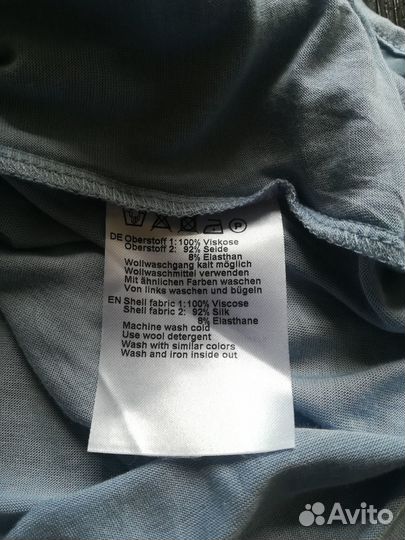 DE Oberstoff 1: 100% Viskose
Oberstoff 2: 92% Seide
8% Elasthan
Wollwaschgang kalt möglich
Wollwaschmittel verwenden
Mit ähnlichen Farben waschen
Von links waschen und bügeln
EN Shell fabric 1: 100% Viscose
Shell fabric 2: 92% Silk
8% Elasthane
Machine wash cold
Use wool detergent
Wash with similar colors
Wash and iron inside out
Avito